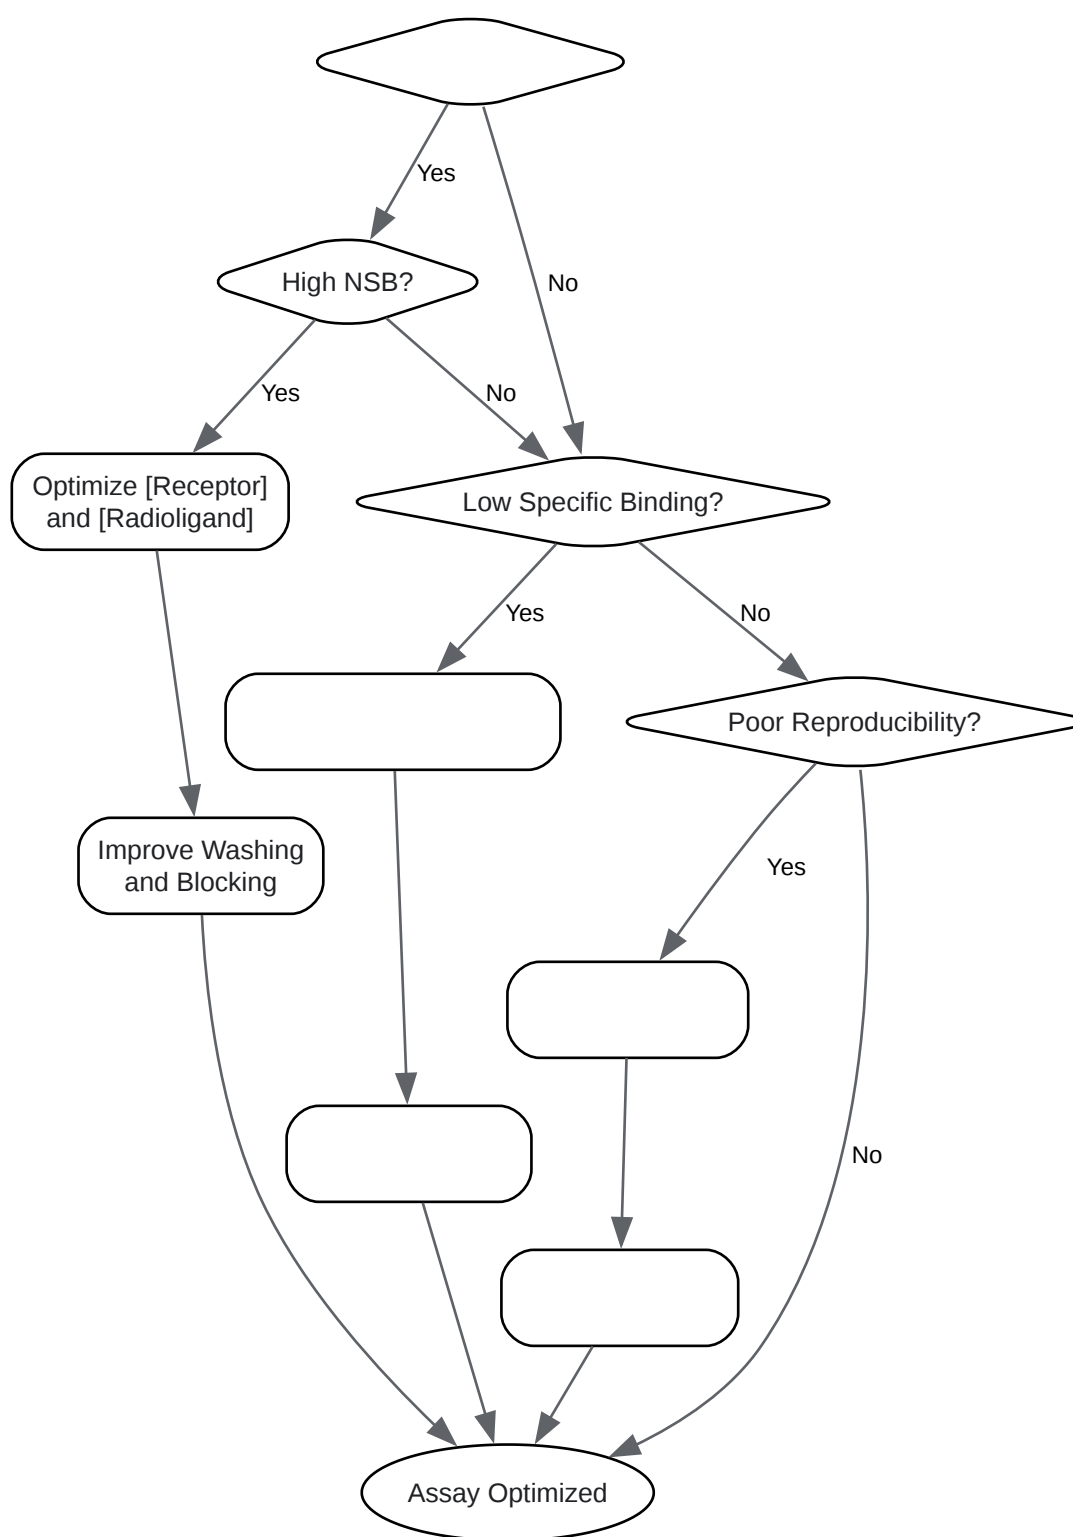 Yes
High NSB?
No
Yes
No
Optimize [Receptor]
and [Radioligand]
Low Specific Binding?
Yes
No
Poor Reproducibility?
Improve Washing
and Blocking
Yes
No
Assay Optimized